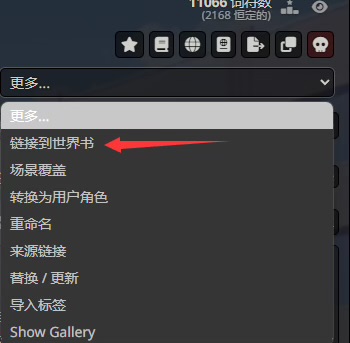 11066 词符数
(2168 恒定的)
更多...
更多...
链接到世界书
场景覆盖
转换为用户角色
重命名
来源链接
替换 / 更新
导入标签
Show Gallery